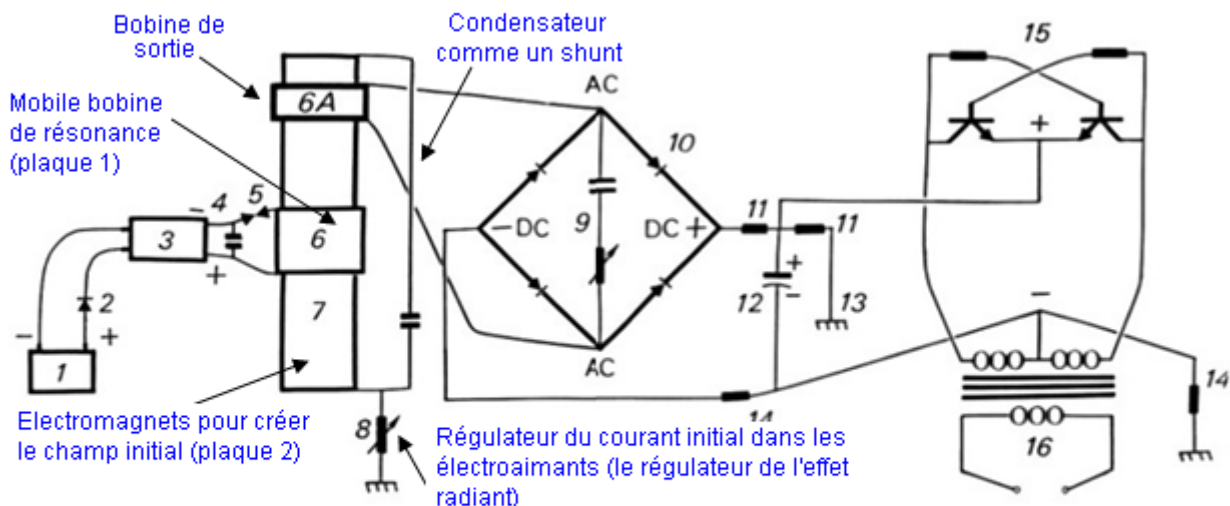 Bobine de
sortie
Condensateur
comme un shunt
15
6A
AC
Mobile bobine
de résonance
(plaque 1)
+
10
- 4 5
3
6
- DC
9
DC +
11
11
+
2
7
+
12
-
13
-
-
+
1
AC
14
14
Electromagnets pour créer
le champ initial (plaque 2)
8
Régulateur du courant initial dans les
électroaimants (le régulateur de l'effet
radiant)
16